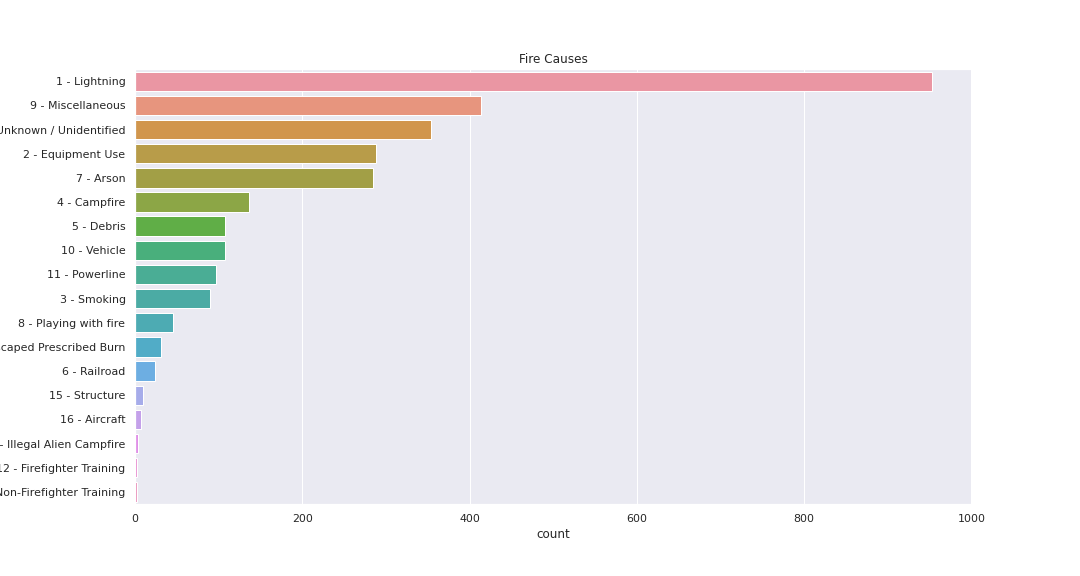 Fire Causes
1 - Lightning
9 - Miscellaneous
Unknown / Unidentified
2 - Equipment Use
7 - Arson
4 - Campfire
5 - Debris
10 - Vehicle
11 - Powerline
3 - Smoking
8 - Playing with fire
caped Prescribed Burn
6 - Railroad
15 - Structure
16 - Aircraft
- Illegal Alien Campfire
12 - Firefighter Training
Non-Firefighter Training
0 200 400 600 800 1000
count